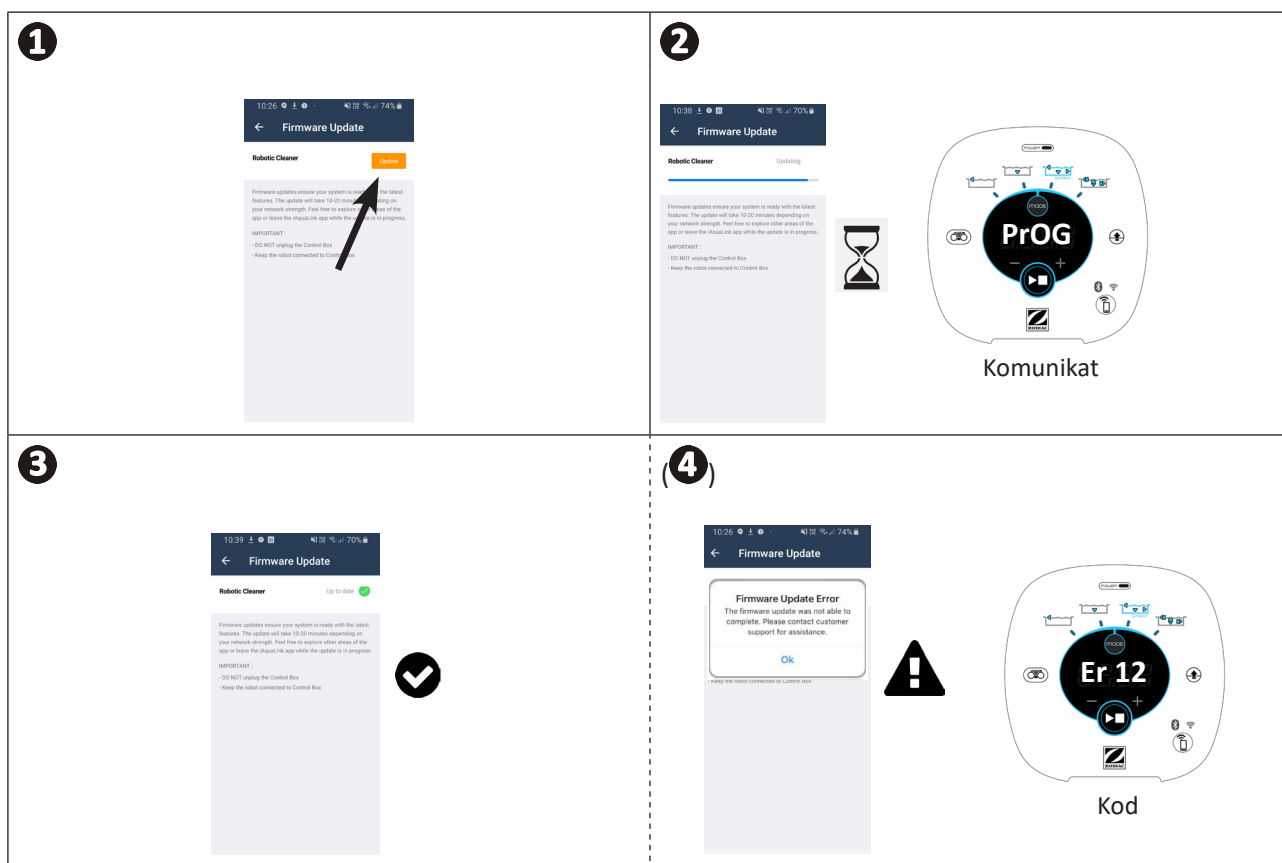 1
10:26 74%
Firmware Update
Robotic Cleaner Update
Firmware updates ensure your system is ready the latest
features. The update will take 10-20 on
your network strength. Feel free to explore areas of the
app or leave the iAquaLink app while the is in progress.
IMPORTANT :
- DO NOT unplug the Control Box
- Keep the robot connected to Box
2
10:38 70%
Firmware Update
Robotic Cleaner Updating
Firmware updates ensure your system is ready with the latest
features. The update will take 10-20 minutes depending on
your network strength. Feel free to explore other areas of the
app or leave the iAquaLink app while the update is in progress.
IMPORTANT :
- DO NOT unplug the Control Box
- Keep the robot connected to Control Box
POWER
MODE
PrOG
− +
ZODIAC
Komunikat
3
10:39 70%
Firmware Update
Robotic Cleaner Up to date
Firmware updates ensure your system is ready with the latest
features. The update will take 10-20 minutes depending on
your network strength. Feel free to explore other areas of the
app or leave the iAquaLink app while the update is in progress.
IMPORTANT :
- DO NOT unplug the Control Box
- Keep the robot connected to Control Box
(4)
10:26 74%
Firmware Update
Firmware Update Error
The firmware update was not able to
complete. Please contact customer
support for assistance.
Ok
- Keep the robot connected to Control Box
POWER
MODE
Er 12
− +
ZODIAC
Kod